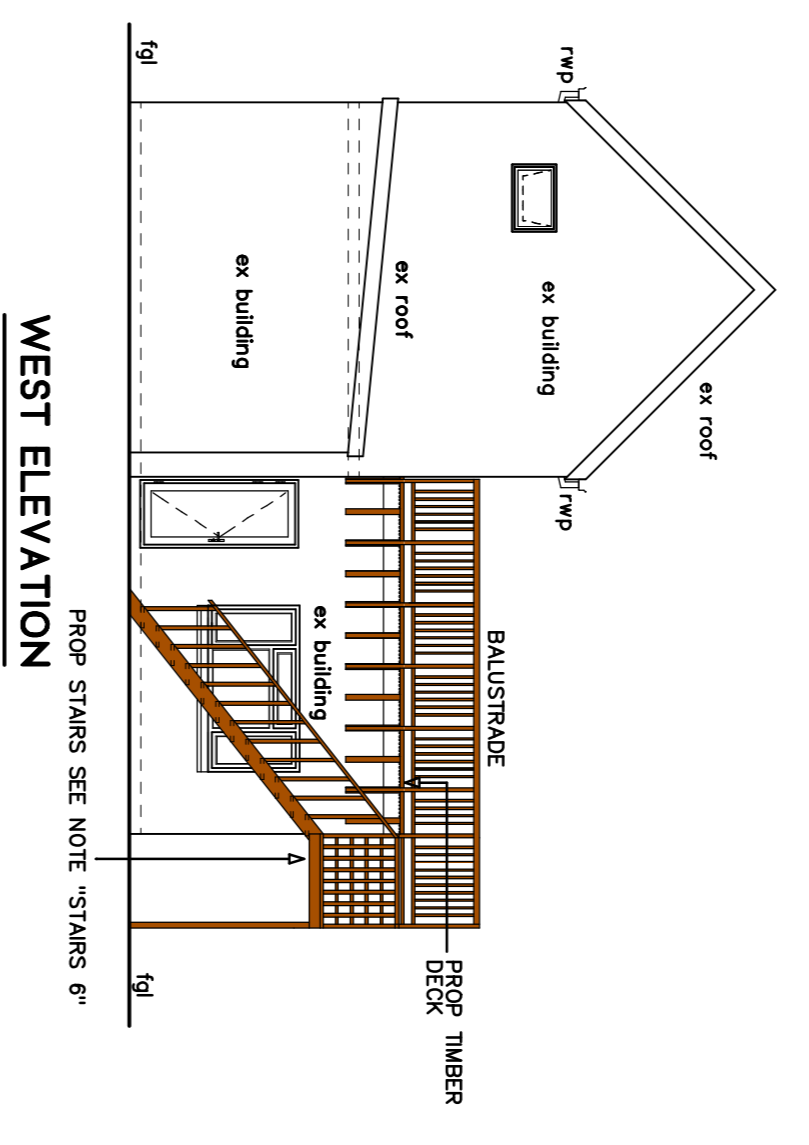 ex roof
rwp
rwp
ex building
BALUSTRADE
PROP TIMBER
DECK
ex roof
ex building
ex building
fgl
fgl
PROP STAIRS SEE NOTE "STAIRS 6"
WEST ELEVATION